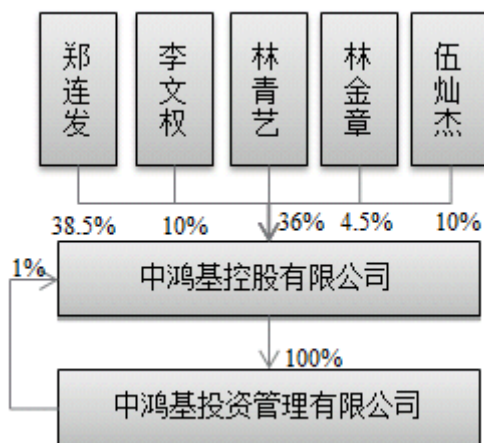 郑连发
李文权
林青艺
林金章
伍灿杰
38.5%
10%
36%
4.5%
10%
1%
中鸿基控股有限公司
100%
中鸿基投资管理有限公司